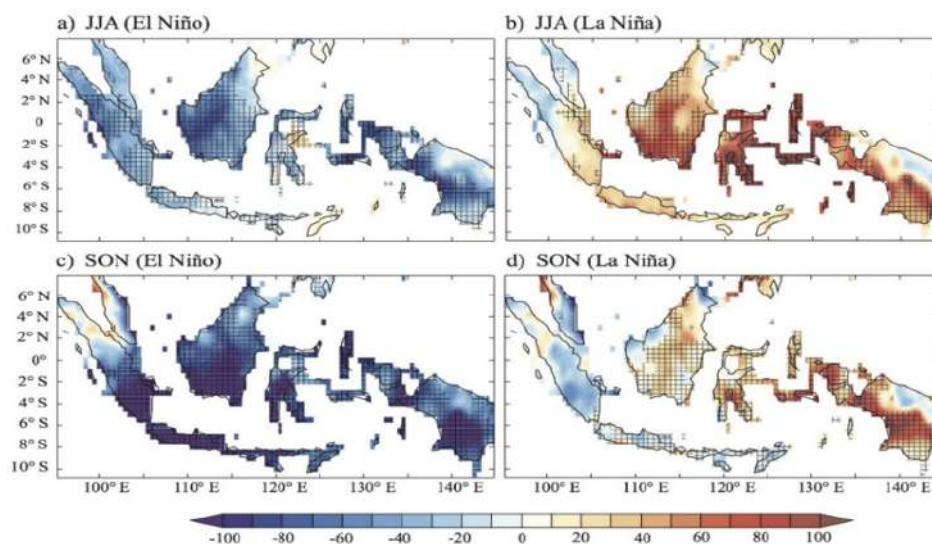 a) JJA (El Niño)
b) JJA (La Niña)
6° N
4° N
2° N
0
2° S
4° S
6° S
8° S
10° S
c) SON (El Niño)
d) SON (La Niña)
6° N
4° N
2° N
0°
2° S
4° S
6° S
8° S
10° S
100° E 110° E 120° E 130° E 140° E 100° E 110° E 120° E 130° E 140° E
-100 -80 -60 -40 -20 0 20 40 60 80 100